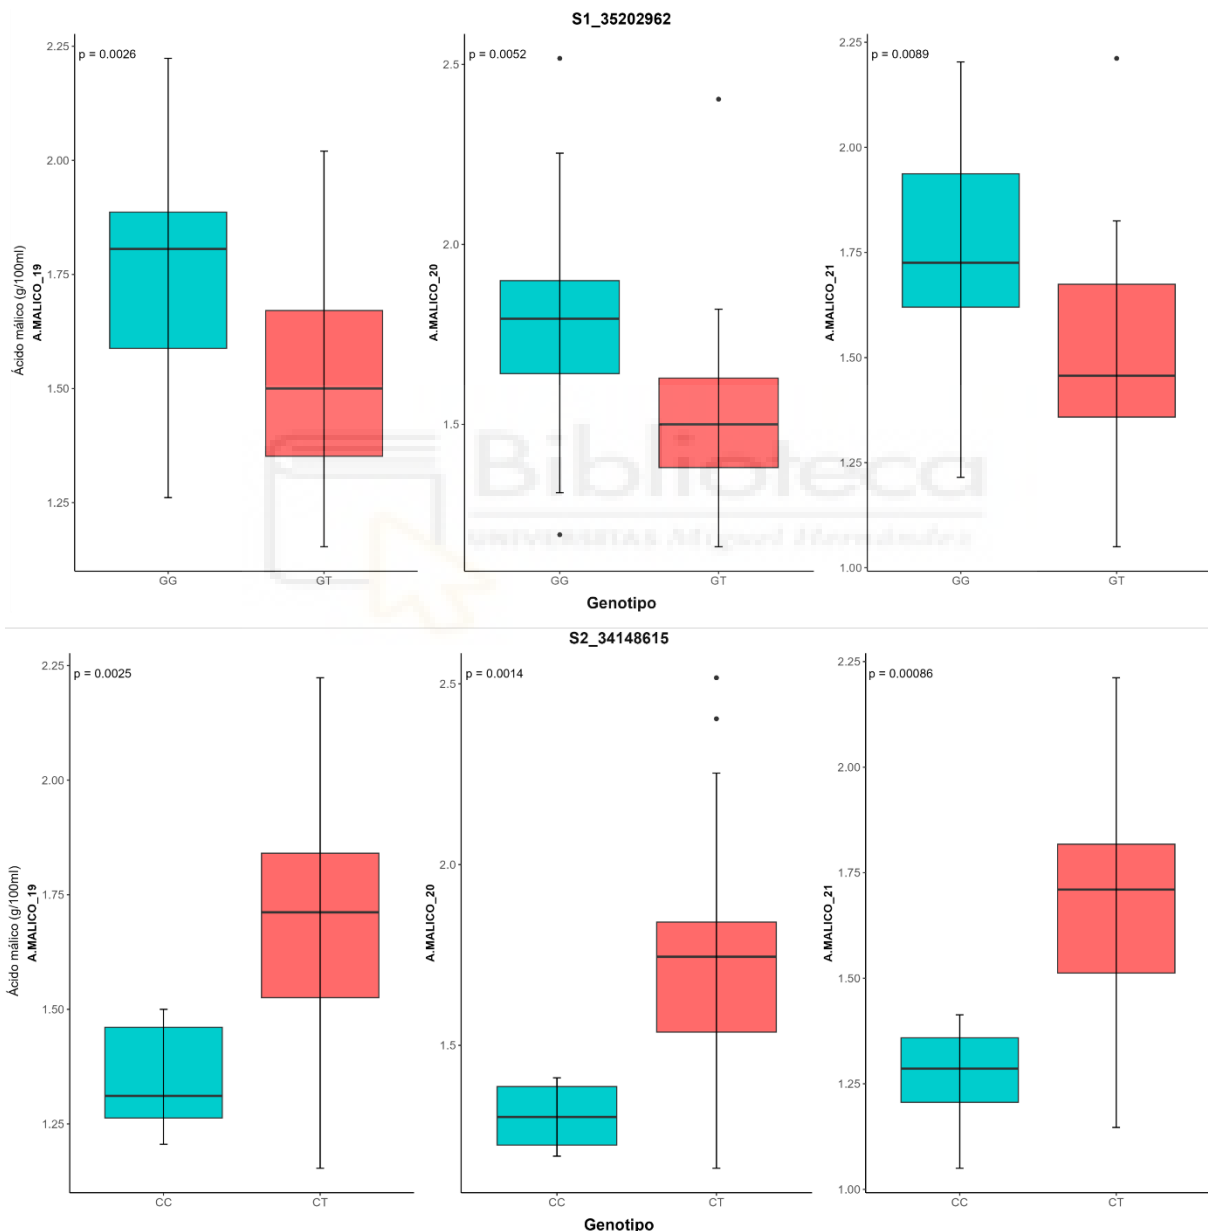 S1_35202962
p = 0.0026
2.25
2.00
1.75
1.50
1.25
Ácido málico (g/100ml)
A.MALICO_19
GG
GT
p = 0.0052
2.5
2.0
1.5
A.MALICO_20
GG
GT
p = 0.0089
2.25
2.00
1.75
1.50
1.25
1.00
A.MALICO_21
GG
GT
Genotipo
Biblioteca
UNIVERSITAS Miguel Hernández
S2_34148615
p = 0.0025
2.25
2.00
1.75
1.50
1.25
Ácido málico (g/100ml)
A.MALICO_19
CC
CT
p = 0.0014
2.5
2.0
1.5
A.MALICO_20
CC
CT
p = 0.00086
2.25
2.00
1.75
1.50
1.25
1.00
A.MALICO_21
CC
CT
Genotipo